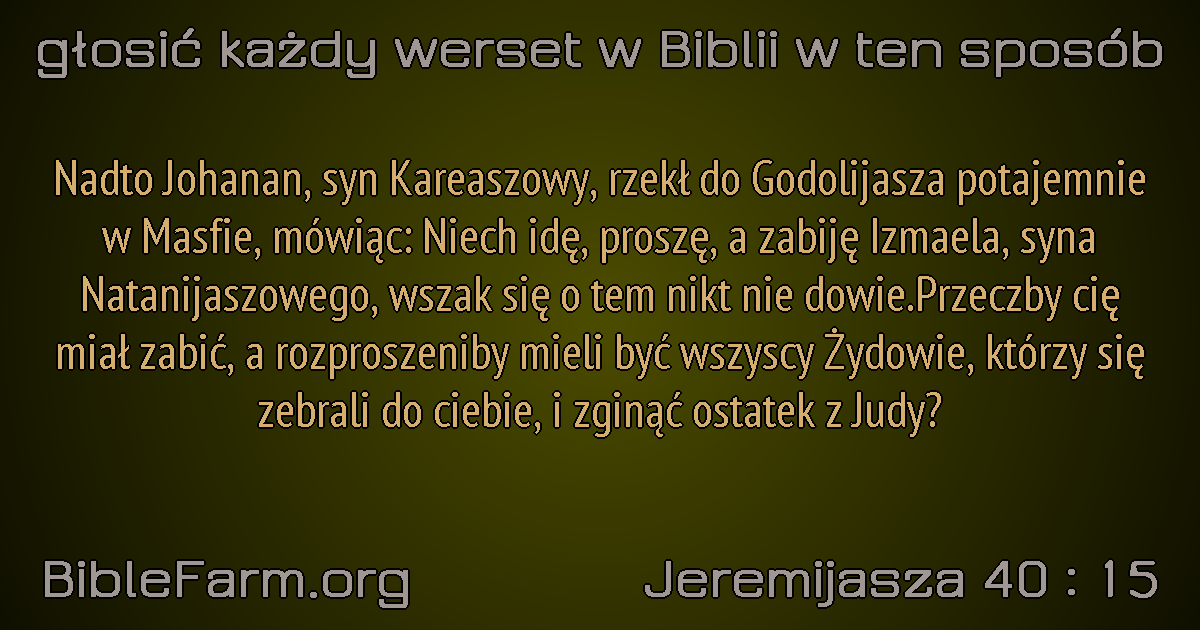 głosić każdy werset w Biblii w ten sposób
Nadto Johanan, syn Kareaszowy, rzekł do Godolijasza potajemnie
w Masfie, mówiąc: Niech idę, proszę, a zabiję Izmaela, syna
Natanijaszowego, wszak się o tem nikt nie dowie.Przeczby cię
miał zabić, a rozproszeniby mieli być wszyscy Żydowie, którzy się
zebrali do ciebie, i zginąć ostatek z Judy?
BibleFarm.org
Jeremijasza 40 : 15